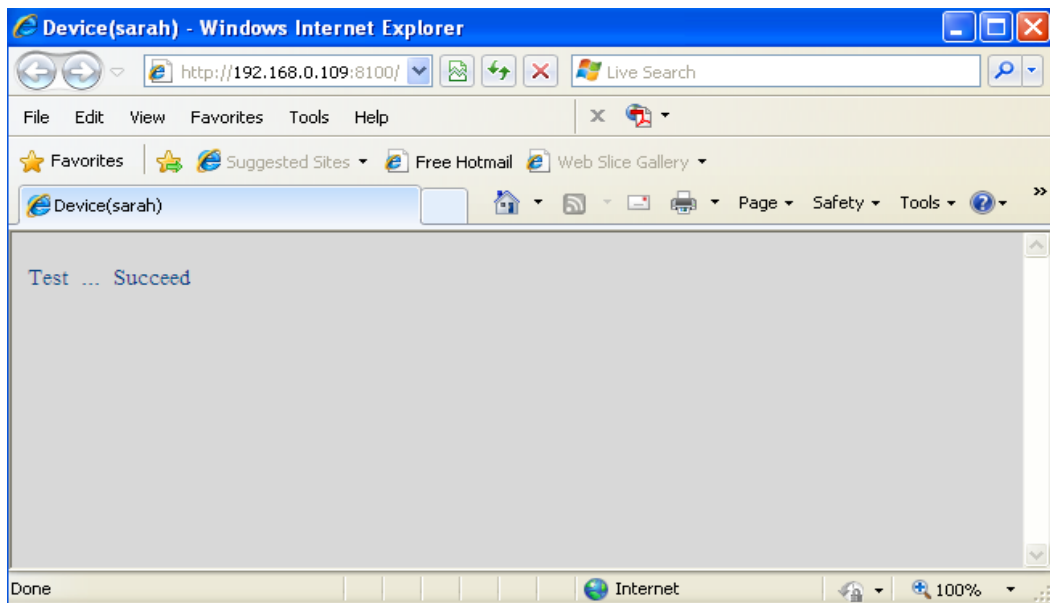 Device(sarah) - Windows Internet Explorer
http://192.168.0.109:8100/ Live Search
File Edit View Favorites Tools Help
Favorites Suggested Sites Free Hotmail Web Slice Gallery
Device(sarah) Page Safety Tools »
Test ... Succeed
Done Internet 100%